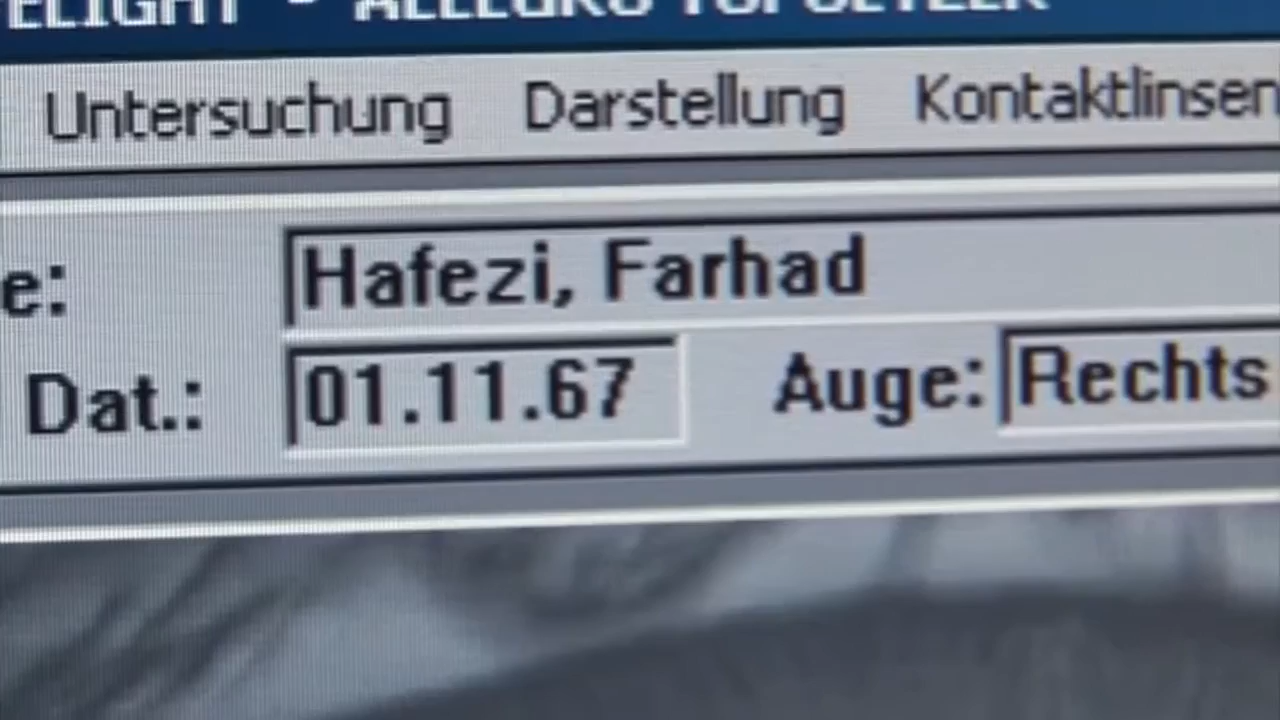 Untersuchung Darstellung Kontaktlinsen
e: Hafezi, Farhad
Dat.: 01.11.67 Auge: Rechts